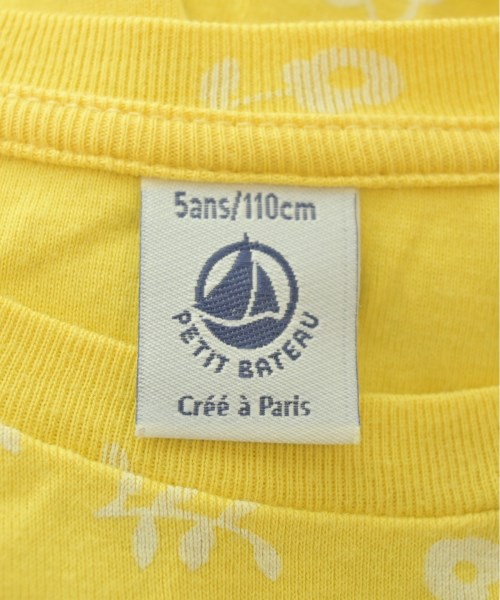 5ans/110cm
PETIT BATEAU
Créé à Paris